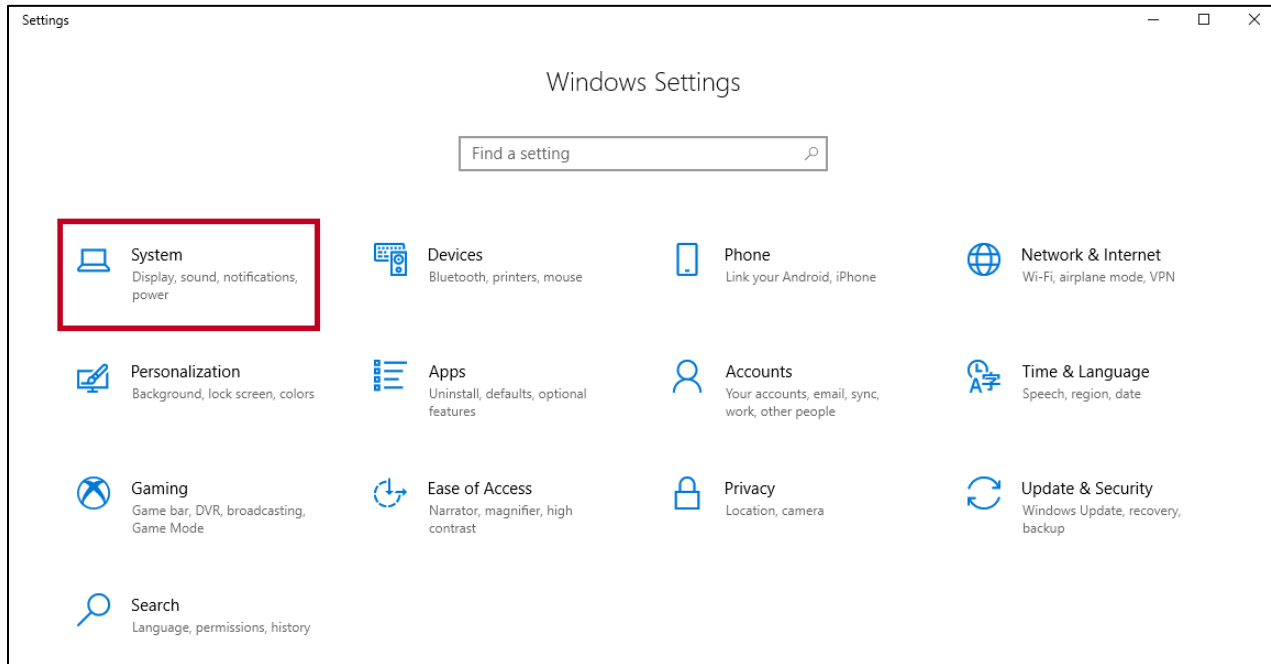 Settings
Windows Settings
Find a setting
System
Display, sound, notifications,
power
Devices
Bluetooth, printers, mouse
Phone
Link your Android, iPhone
Network & Internet
Wi-Fi, airplane mode, VPN
Personalization
Background, lock screen, colors
Apps
Uninstall, defaults, optional
features
Accounts
Your accounts, email, sync,
work, other people
Time & Language
Speech, region, date
Gaming
Game bar, DVR, broadcasting,
Game Mode
Ease of Access
Narrator, magnifier, high
contrast
Privacy
Location, camera
Update & Security
Windows Update, recovery,
backup
Search
Language, permissions, history